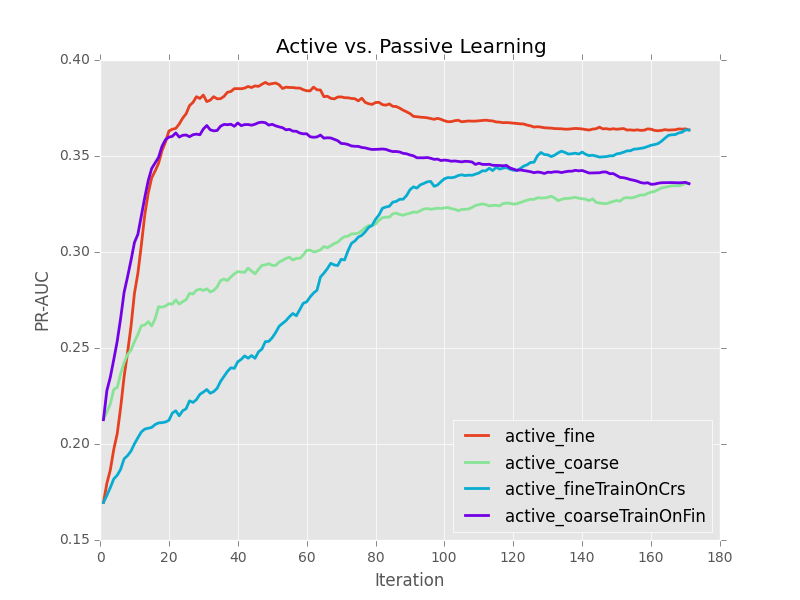 Active vs. Passive Learning
0.40
0.35
0.30
0.25
0.20
0.15
PR-AUC
0 20 40 60 80 100 120 140 160 180
Iteration
active_fine
active_coarse
active_fineTrainOnCrs
active_coarseTrainOnFin